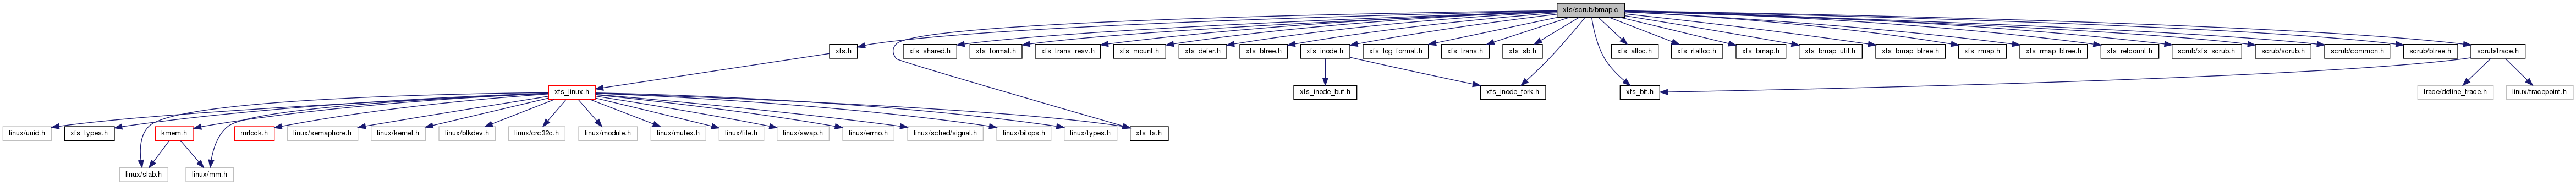 xfs/scrub/bmap.c
xfs.h
xfs_shared.h
xfs_format.h
xfs_trans_resv.h
xfs_mount.h
xfs_defer.h
xfs_btree.h
xfs_inode.h
xfs_log_format.h
xfs_trans.h
xfs_sb.h
xfs_alloc.h
xfs_rtalloc.h
xfs_bmap.h
xfs_bmap_util.h
xfs_bmap_btree.h
xfs_rmap.h
xfs_rmap_btree.h
xfs_refcount.h
scrub/xfs_scrub.h
scrub/scrub.h
scrub/common.h
scrub/btree.h
scrub/trace.h
xfs_linux.h
xfs_inode_buf.h
xfs_inode_fork.h
xfs_bit.h
trace/define_trace.h
linux/tracepoint.h
linux/uuid.h
xfs_types.h
kmem.h
mrlock.h
linux/semaphore.h
linux/kernel.h
linux/blkdev.h
linux/crc32c.h
linux/module.h
linux/mutex.h
linux/file.h
linux/swap.h
linux/errno.h
linux/sched/signal.h
linux/bitops.h
linux/types.h
xfs_fs.h
linux/slab.h
linux/mm.h